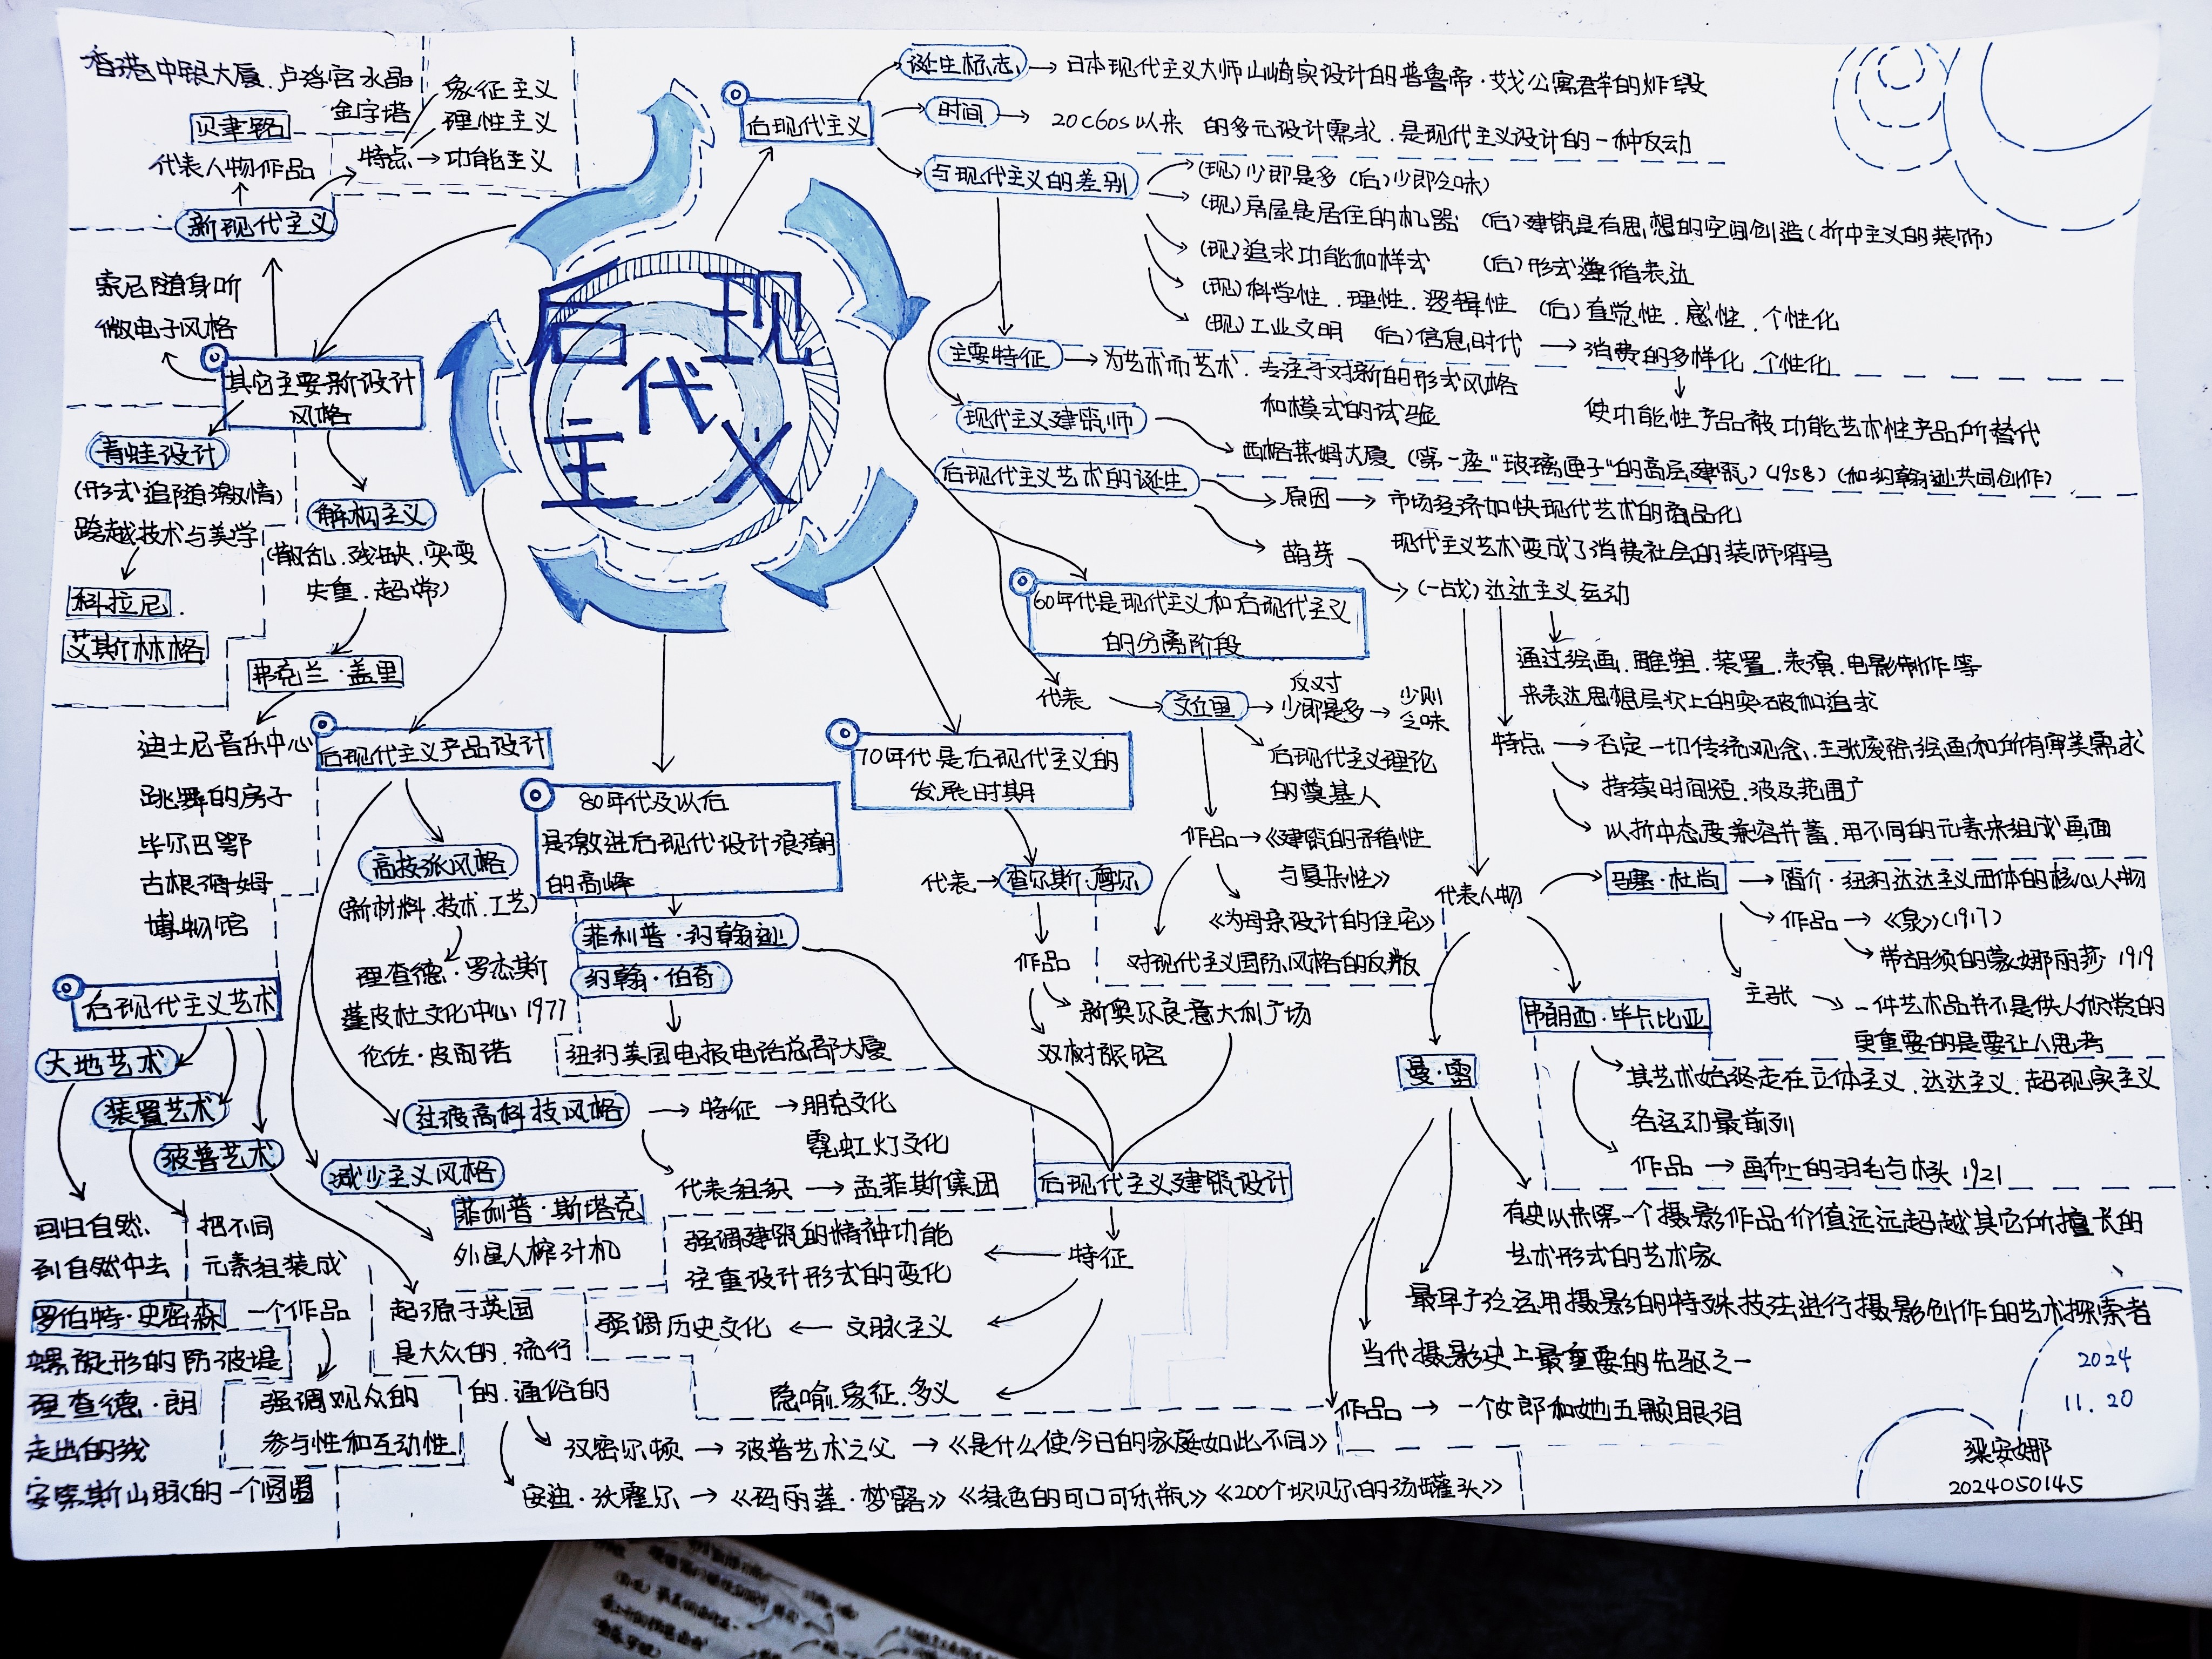 后现代主义
后现代主义
诞生标志 → 日本现代主义大师山崎实设计的普鲁帝·艾戈公寓群的炸毁
时间 → 20c60s以来 的多元设计需求.是现代主义设计的一种反动
与现代主义的差别
(现)少即是多 (后)少即乏味)
(现)房屋是居住的机器 (后)建筑是有思想的空间创造(折中主义的装饰)
(现)追求功能和样式 (后)形式遵循表达
(现)科学性.理性.逻辑性 (后)直觉性.感性.个性化
(现)工业文明 (后)信息时代 → 消费的多样化.个性化
使功能性产品被功能艺术性产品所替代
主要特征 → 为艺术而艺术.专注于对新的形式风格
和模式的试验
现代主义建筑师
西格莱姆大厦(第一座"玻璃匣子"的高层建筑)(1958)(和约翰逊共同创作)
后现代主义艺术的诞生
原因 → 市场经济加快现代艺术的商品化
现代主义艺术变成了消费社会的装饰符号
萌芽
(一战)达达主义运动
通过绘画.雕塑.装置.表演.电影制作等
来表达思想层次上的突破和追求
特点 → 否定一切传统观念.主张废除绘画和所有审美需求
持续时间短.波及范围广
以折中态度兼容并蓄.用不同的元素来组成画面
代表人物
马塞·杜尚 → 简介·纽约达达主义团体的核心人物
作品 → 《泉》(1917)
带胡须的蒙娜丽莎 1919
主张
一件艺术品并不是供人欣赏的
更重要的是要让人思考
弗朗西·毕卡比亚
其艺术始终走在立体主义.达达主义.超现实主义
各运动最前列
作品 → 画布上的羽毛与木头 1921
曼·雷
有史以来第一个摄影作品价值远远超越其它所擅长的
艺术形式的艺术家
最早于泛运用摄影的特殊技法进行摄影创作的艺术探索者
当代摄影史上最重要的先驱之一
作品 → 一个女郎和她五颗眼泪
60年代是现代主义和后现代主义
的分离阶段
代表
文丘里
反对
少即是多
少则
乏味
后现代主义理论
的奠基人
作品 → 《建筑的矛盾性
与复杂性》
《为母亲设计的住宅》
对现代主义国际风格的反叛
70年代是后现代主义的
发展时期
代表 → 查尔斯·摩尔
作品
新奥尔良意大利广场
双树旅馆
80年代及以后
是激进后现代设计浪潮
的高峰
菲利普·约翰逊
约翰·伯奇
纽约美国电报电话总部大厦
后现代主义建筑设计
特征
强调建筑的精神功能
注重设计形式的变化
强调历史文化 ← 文脉主义
隐喻.象征.多义
后现代主义产品设计
高技派风格
(新材料.技术.工艺)
理查德·罗杰斯
蓬皮杜文化中心 1977
伦佐·皮阿诺
过渡高科技风格 → 特征 → 朋克文化
霓虹灯文化
代表组织 → 孟菲斯集团
减少主义风格
菲利普·斯塔克
外星人榨汁机
其它主要新设计
风格
新现代主义
代表人物作品
贝聿铭
香港中银大厦.卢浮宫水晶
金字塔
特点 → 功能主义
象征主义
理性主义
索尼随身听
微电子风格
青蛙设计
(形式追随激情)
跨越技术与美学
科拉尼.
艾斯林格
解构主义
(散乱.残缺.突变
失重.超常)
弗克兰·盖里
迪士尼音乐中心
跳舞的房子
毕尔巴鄂
古根海姆
博物馆
后现代主义艺术
大地艺术
装置艺术
波普艺术
回归自然.
到自然中去
罗伯特·史密森
螺旋形的防波堤
理查德·朗
走出的线
安第斯山脉的一个圆圈
把不同
元素组装成
一个作品
强调观众的
参与性和互动性
起源于英国
是大众的.流行
的.通俗的
汉密尔顿 → 波普艺术之父 → 《是什么使今日的家庭如此不同》
安迪·沃霍尔 → 《玛丽莲·梦露》《绿色的可口可乐瓶》《200个坎贝尔的汤罐头》
2024
11.20
梁安娜
2024050145